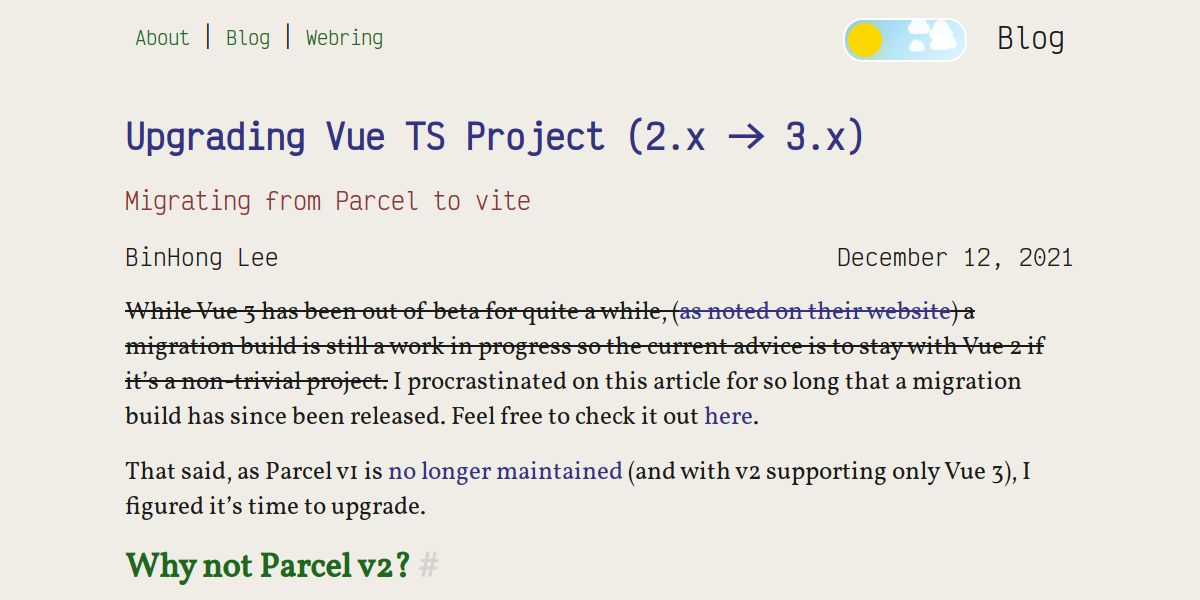 About | Blog | Webring
Blog
Upgrading Vue TS Project (2.x → 3.x)
Migrating from Parcel to vite
BinHong Lee
December 12, 2021
While Vue 3 has been out of beta for quite a while, (as noted on their website) a
migration build is still a work in progress so the current advice is to stay with Vue 2 if
it’s a non-trivial project. I procrastinated on this article for so long that a migration
build has since been released. Feel free to check it out here.
That said, as Parcel v1 is no longer maintained (and with v2 supporting only Vue 3), I
figured it’s time to upgrade.
Why not Parcel v2? #